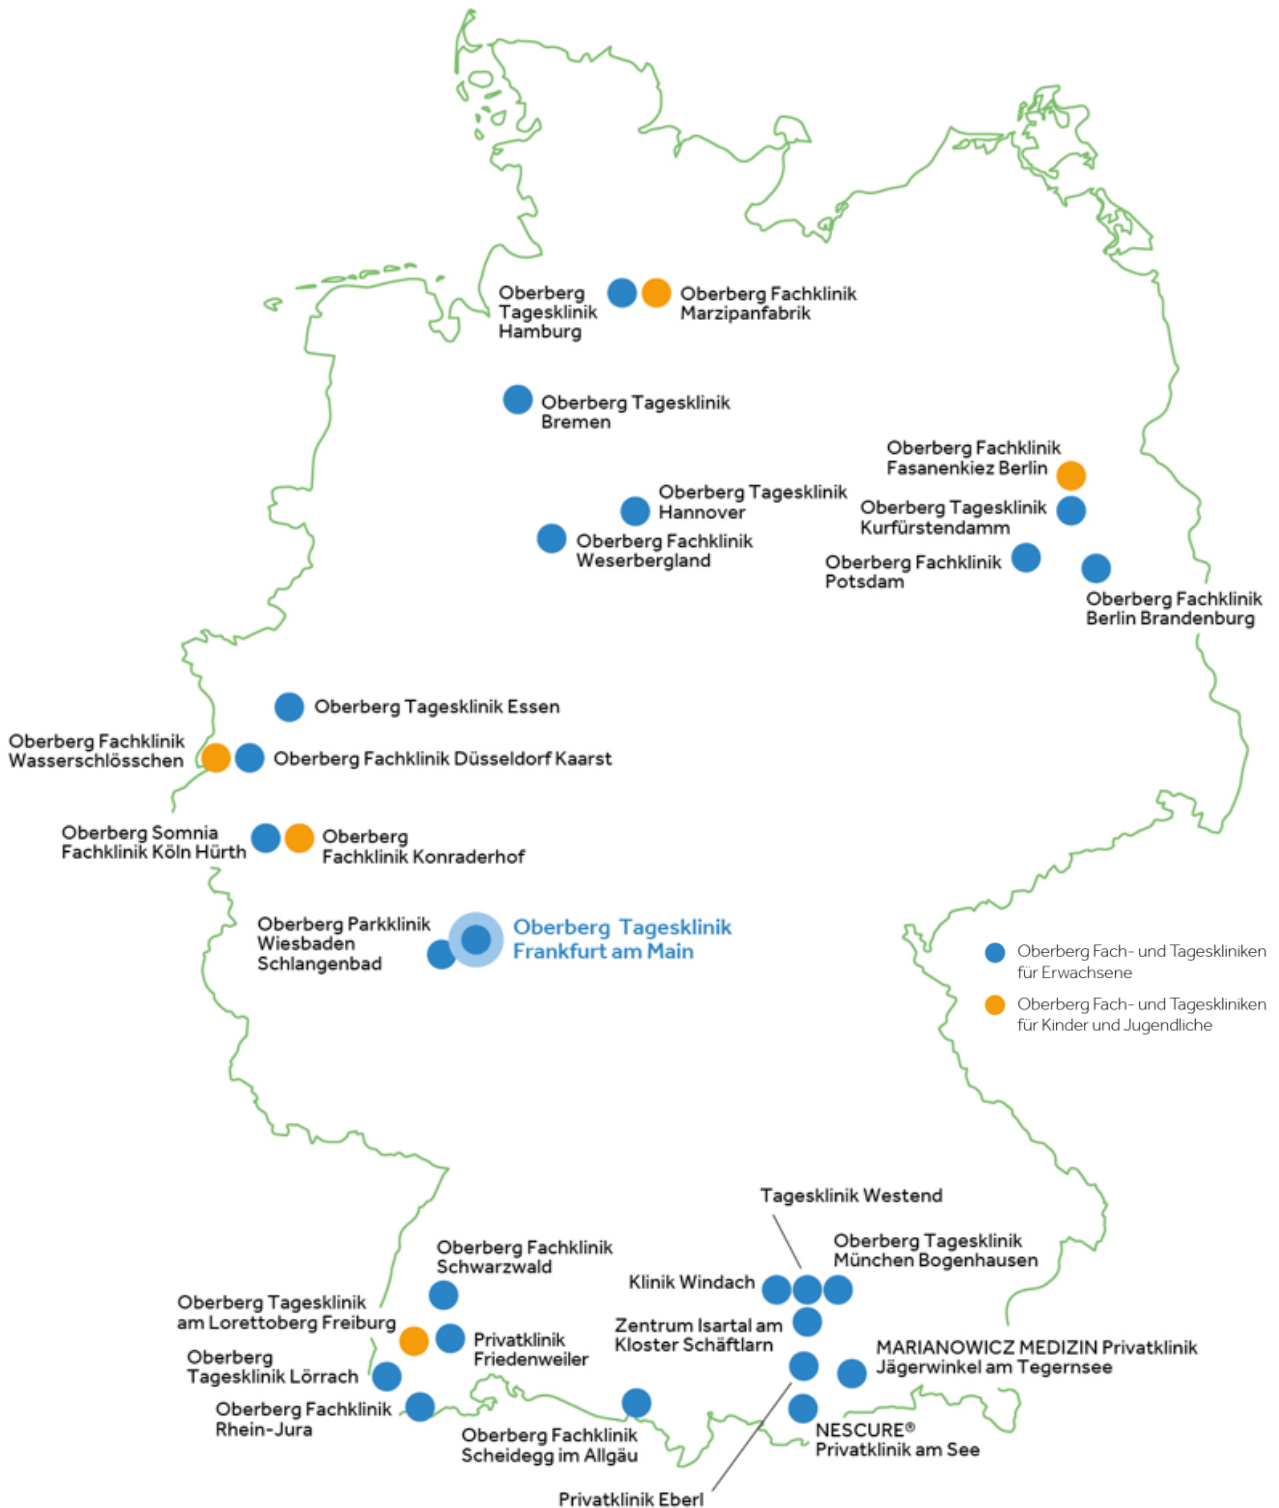 Oberberg
Tagesklinik
Hamburg
Oberberg Fachklinik
Marzipanfabrik
Oberberg Tagesklinik
Bremen
Oberberg Fachklinik
Fasanenkiez Berlin
Oberberg Tagesklinik
Hannover
Oberberg Tagesklinik
Kurfürstendamm
Oberberg Fachklinik
Weserbergland
Oberberg Fachklinik
Potsdam
Oberberg Fachklinik
Berlin Brandenburg
Oberberg Tagesklinik Essen
Oberberg Fachklinik
Wasserschlösschen
Oberberg Fachklinik Düsseldorf Kaarst
Oberberg Somnia
Fachklinik Köln Hürth
Oberberg
Fachklinik Konraderhof
Oberberg Parkklinik
Wiesbaden
Schlangenbad
Oberberg Tagesklinik
Frankfurt am Main
Oberberg Fach- und Tageskliniken
für Erwachsene
Oberberg Fach- und Tageskliniken
für Kinder und Jugendliche
Tagesklinik Westend
Oberberg Tagesklinik
München Bogenhausen
Oberberg Fachklinik
Schwarzwald
Klinik Windach
Oberberg Tagesklinik
am Lorettoberg Freiburg
Zentrum Isartal am
Kloster Schäftlarn
Privatklinik
Friedenweiler
MARIANOWICZ MEDIZIN Privatklinik
Jägerwinkel am Tegernsee
Oberberg
Tagesklinik Lörrach
Oberberg Fachklinik
Rhein-Jura
Oberberg Fachklinik
Scheidegg im Allgäu
NESCURE®
Privatklinik am See
Privatklinik Eberl